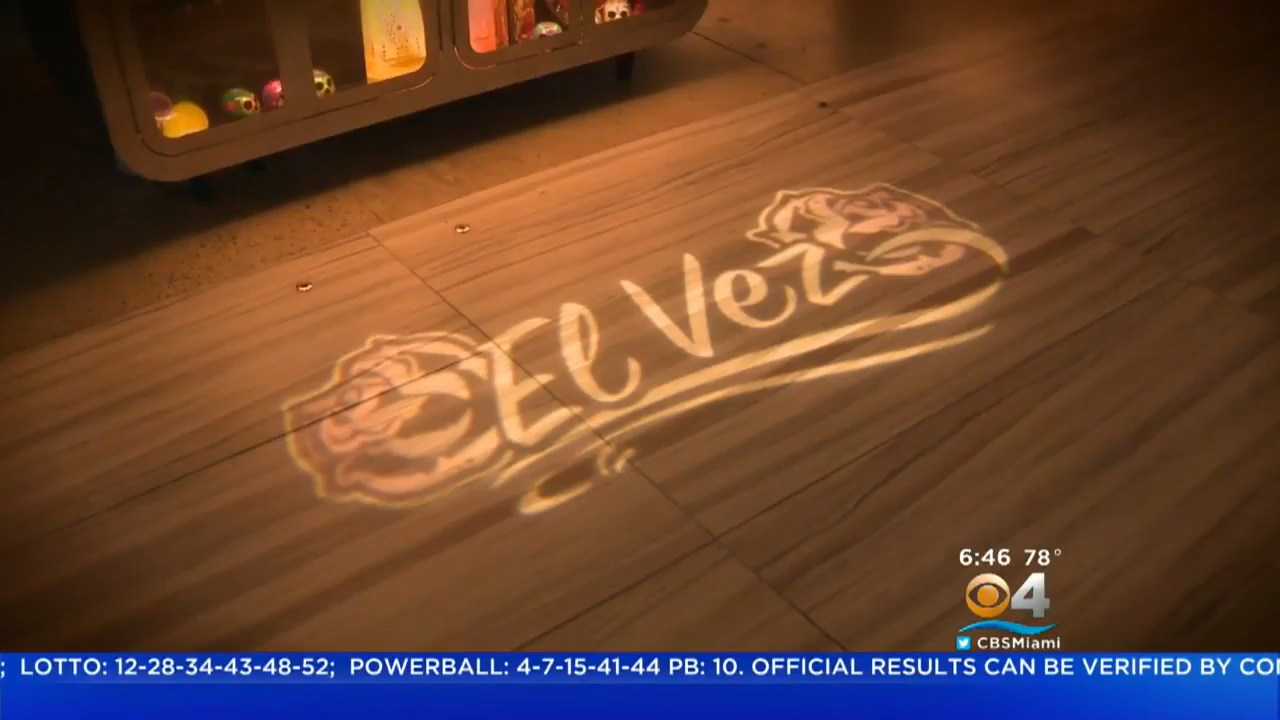 El Vez
6:46 78°
4
CBSMiami
; LOTTO: 12-28-34-43-48-52; POWERBALL: 4-7-15-41-44 PB: 10. OFFICIAL RESULTS CAN BE VERIFIED BY CO